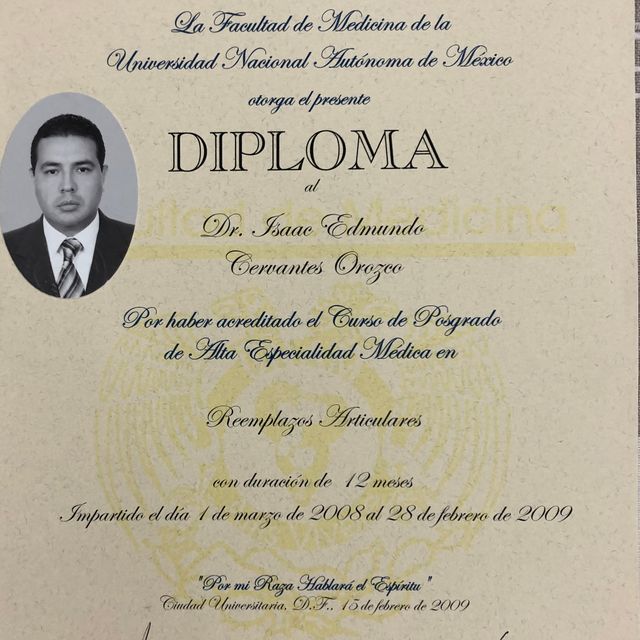 La Facultad de Medicina de la
Universidad Nacional Autónoma de México
otorga el presente
DIPLOMA
al
Facultad de Medicina
Dr. Isaac Edmundo
Cervantes Orozco
Por haber acreditado el Curso de Posgrado
de Alta Especialidad Médica en
Reemplazos Articulares
con duración de 12 meses
Impartido el día 1 de marzo de 2008 al 28 de febrero de 2009
"Por mi Raza Hablará el Espíritu"
Ciudad Universitaria, D.F., 15 de febrero de 2009